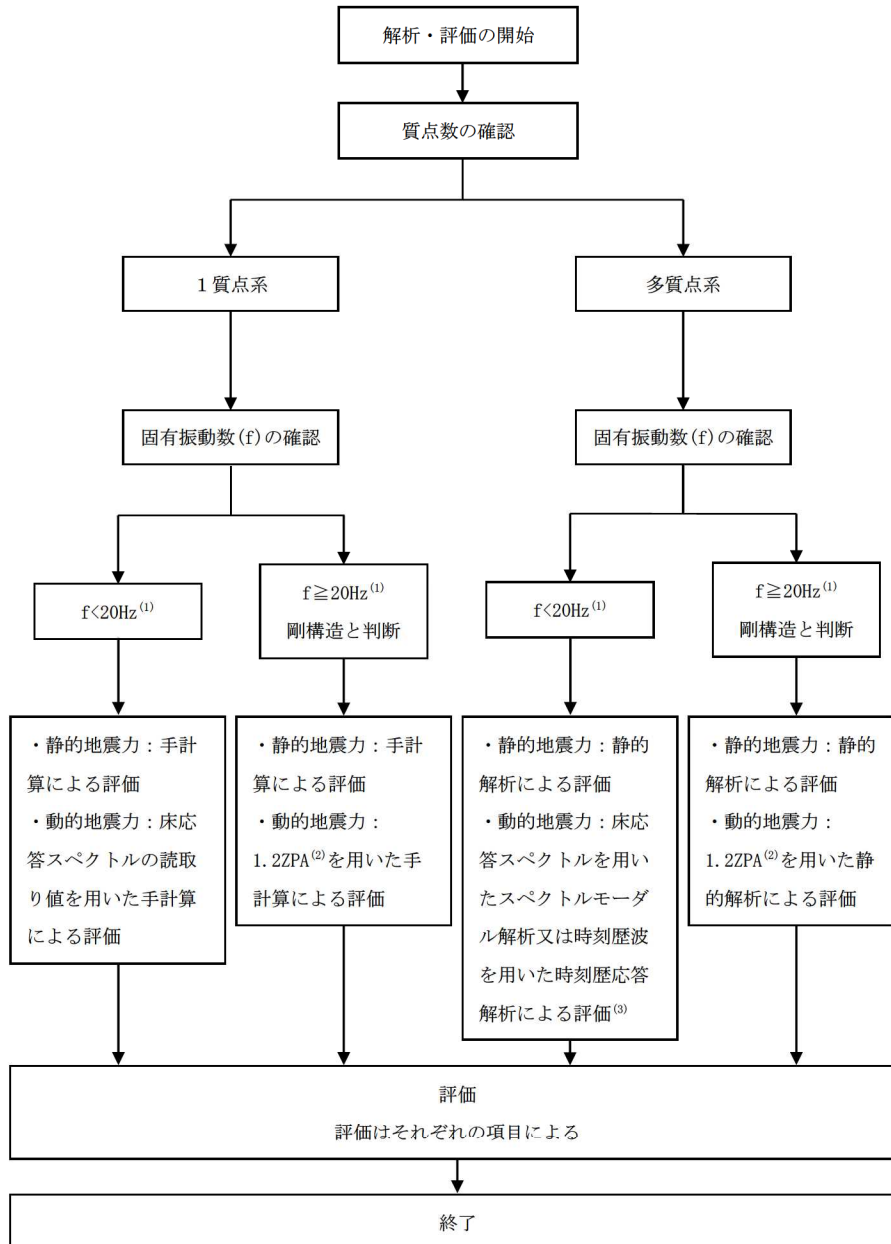 解析・評価の開始
質点数の確認
１質点系
多質点系
固有振動数(f)の確認
固有振動数(f)の確認
f<20Hz(1)
f≧20Hz(1)
剛構造と判断
f<20Hz(1)
f≧20Hz(1)
剛構造と判断
・静的地震力：手計
算による評価
・動的地震力：床応
答スペクトルの読取
り値を用いた手計算
による評価
・静的地震力：手計
算による評価
・動的地震力：
1.2ZPA(2)を用いた手
計算による評価
・静的地震力：静的
解析による評価
・動的地震力：床応
答スペクトルを用い
たスペクトルモーダ
ル解析又は時刻歴波
を用いた時刻歴応答
解析による評価(3)
・静的地震力：静的
解析による評価
・動的地震力：
1.2ZPA(2)を用いた静
的解析による評価
評価
評価はそれぞれの項目による
終了